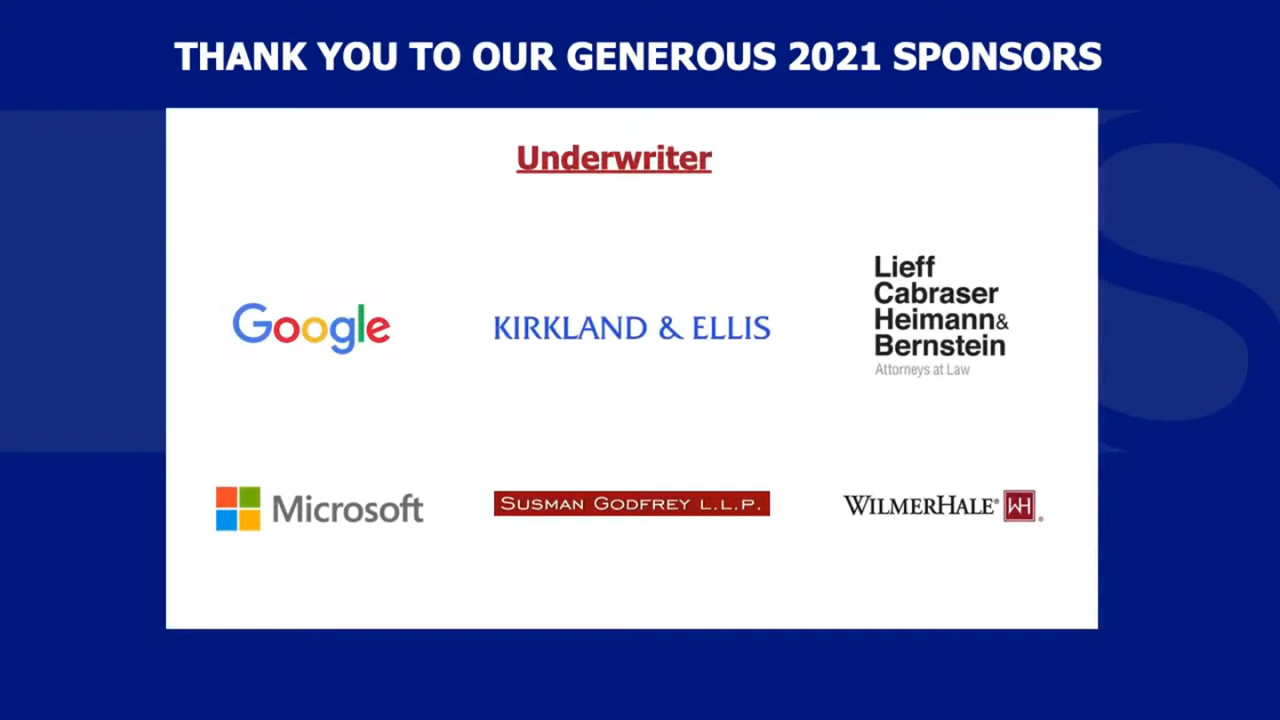 THANK YOU TO OUR GENEROUS 2021 SPONSORS
Underwriter
Google
KIRKLAND & ELLIS
Lieff
Cabraser
Heimann&
Bernstein
Attorneys at Law
Microsoft
SUSMAN GODFREY L.L.P.
WILMERHALE® WH®